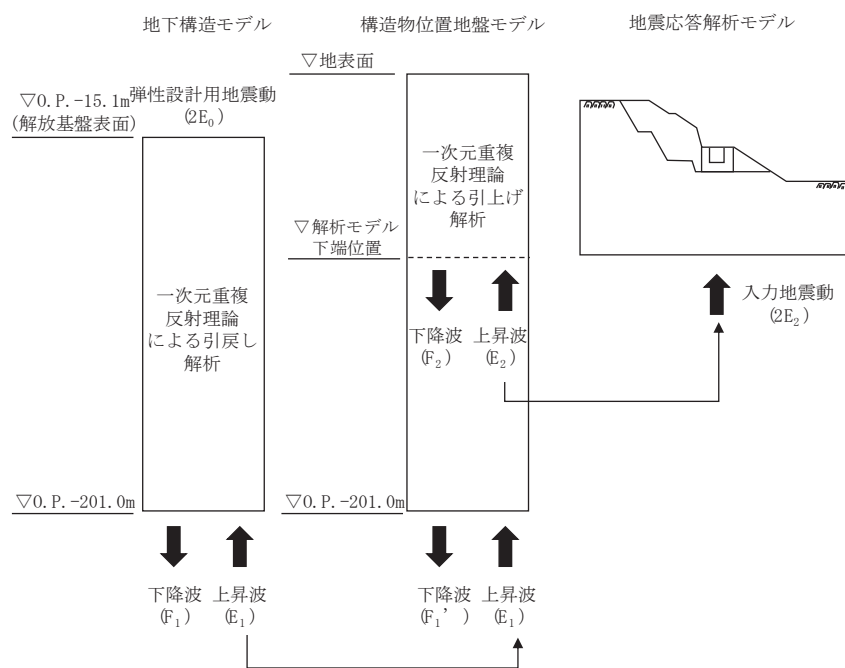 地下構造モデル
▽O.P.-15.1m
(解放基盤表面)
弾性設計用地震動
(2E₀)
一次元重複
反射理論
による引戻し
解析
▽O.P.-201.0m
下降波
(F₁)
上昇波
(E₁)
構造物位置地盤モデル
▽地表面
一次元重複
反射理論
による引上げ
解析
▽解析モデル
下端位置
下降波
(F₂)
上昇波
(E₂)
▽O.P.-201.0m
下降波
(F₁’)
上昇波
(E₁)
地震応答解析モデル
入力地震動
(2E₂)